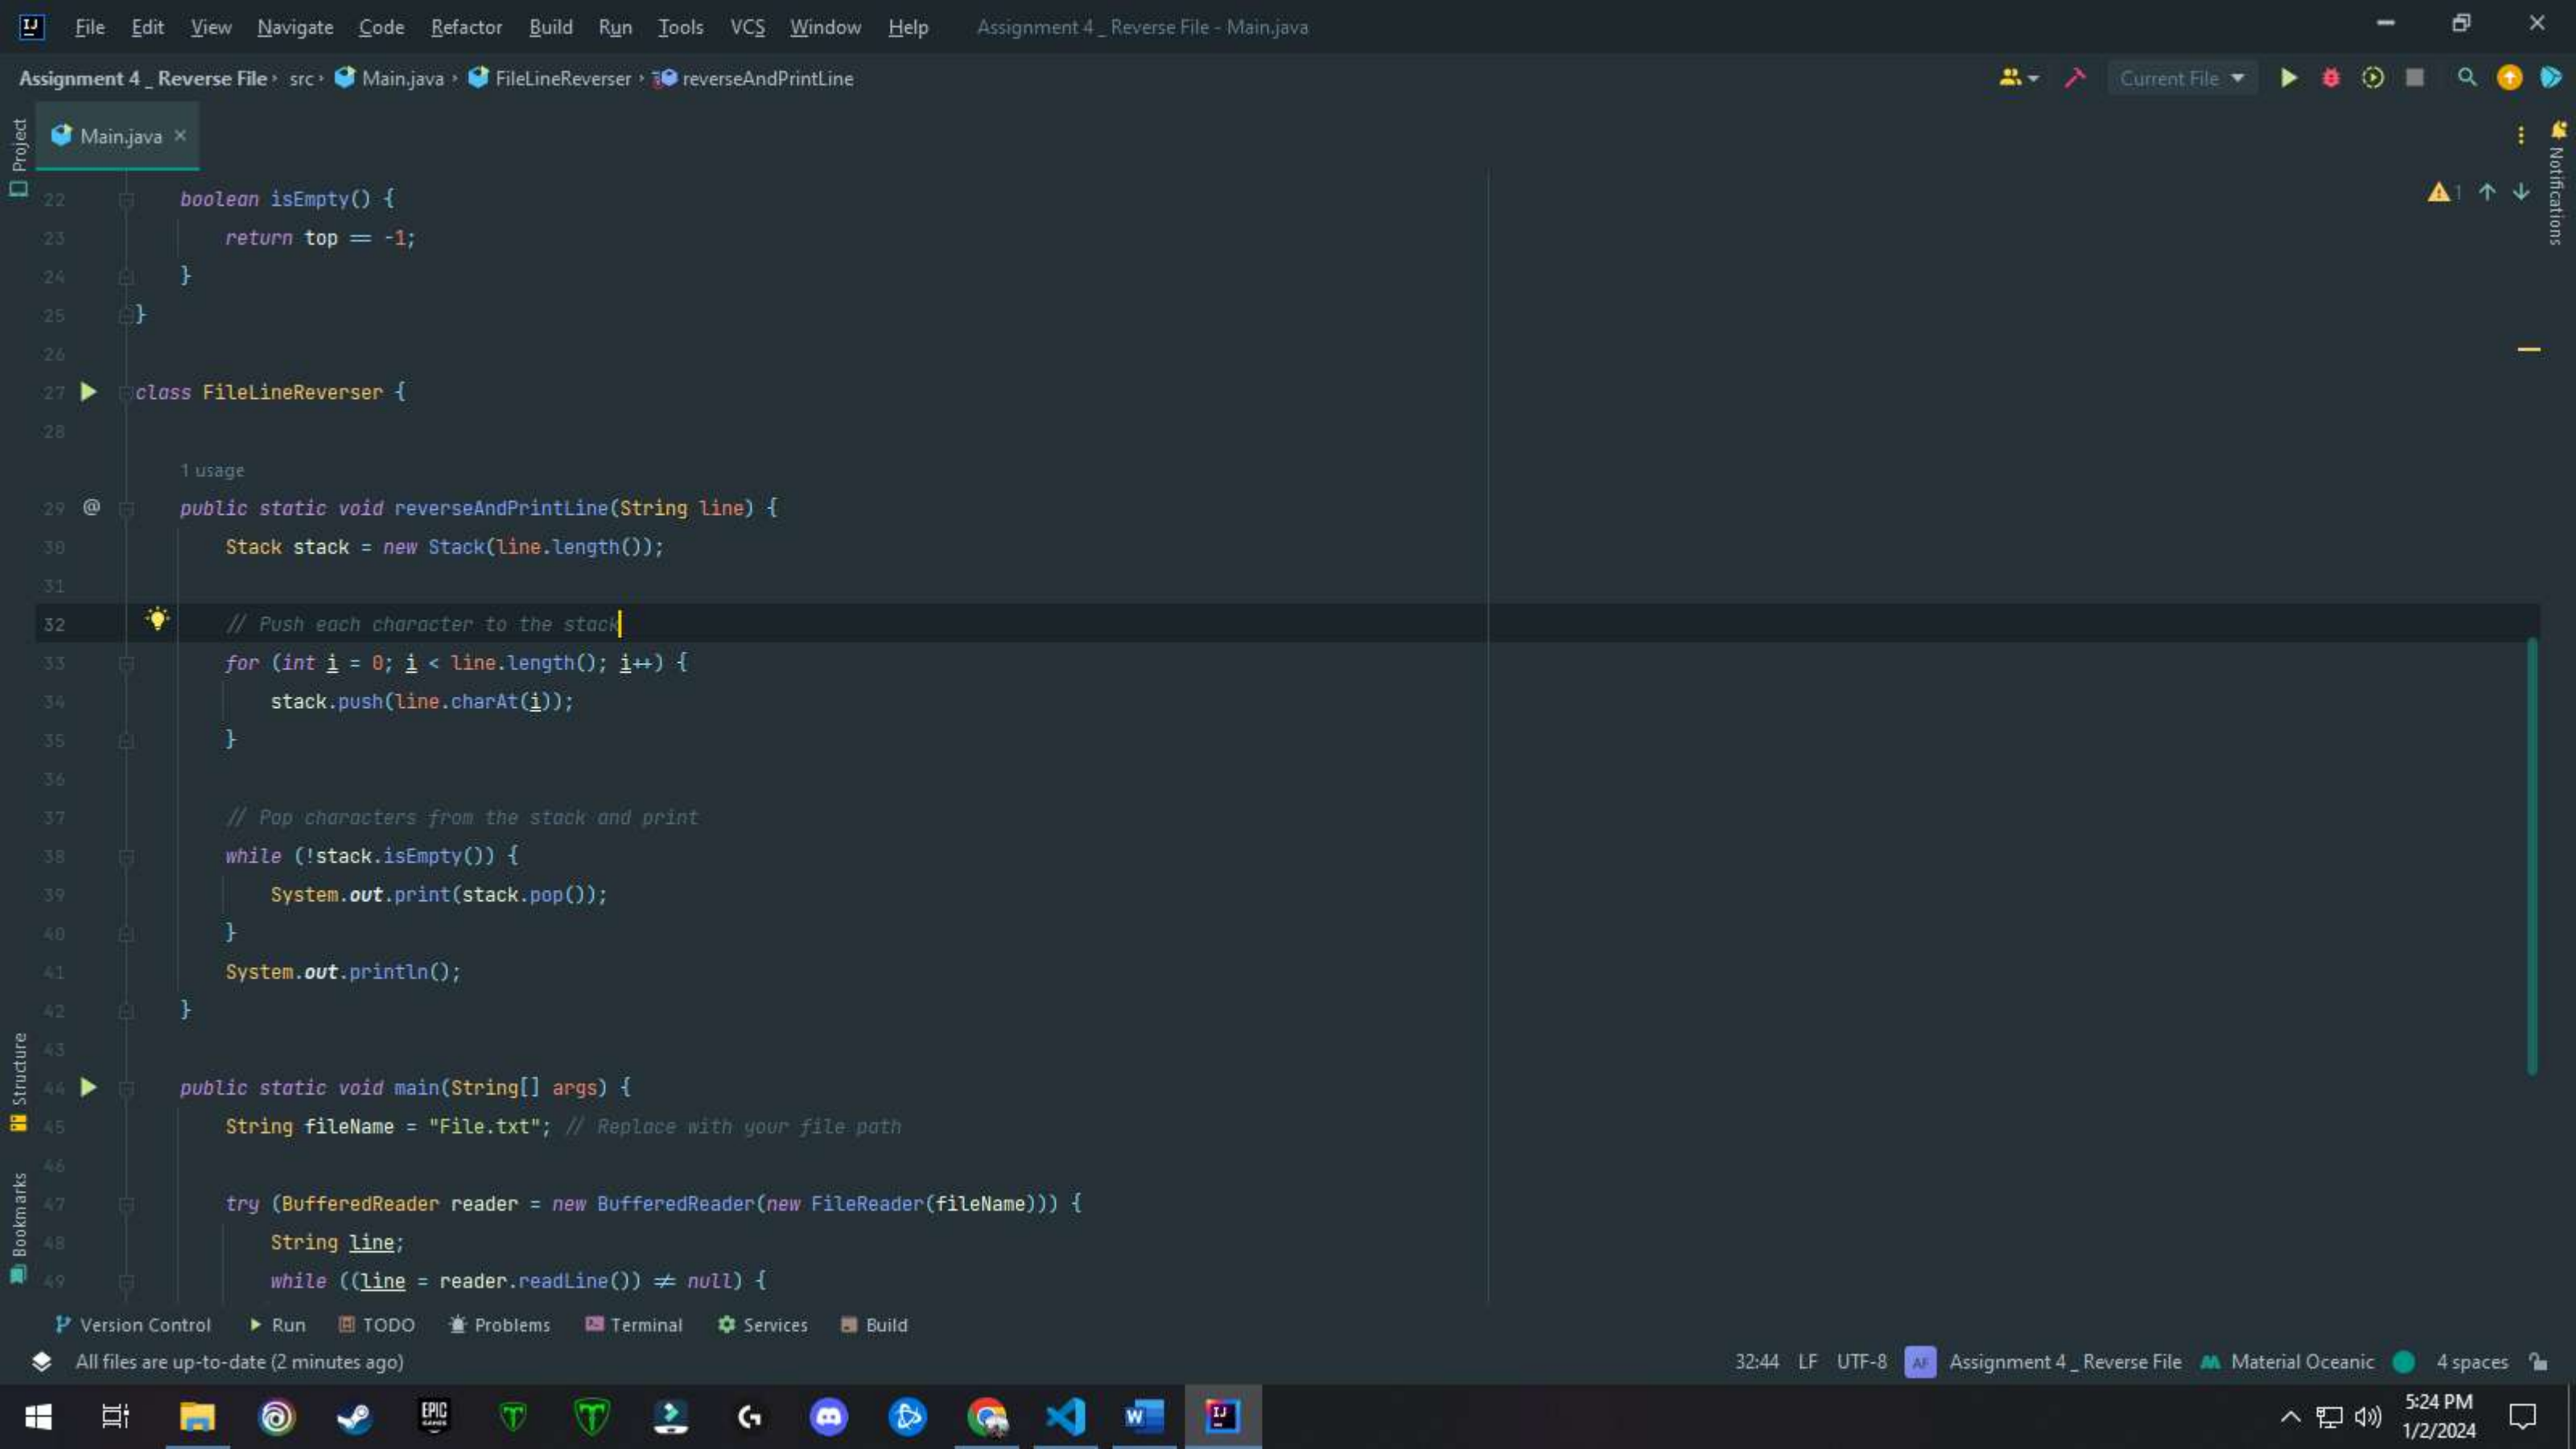 File Edit View Navigate Code Refactor Build Run Tools VCS Window Help Assignment 4 _ Reverse File - Main.java
Assignment 4 _ Reverse File › src › Main.java › FileLineReverser › reverseAndPrintLine Current File
Project
Main.java ×
Notifications
22 boolean isEmpty() { 1
23 return top == -1;
24 }
25 }
26
27 class FileLineReverser {
28
1 usage
29 @ public static void reverseAndPrintLine(String line) {
30 Stack stack = new Stack(line.length());
31
32 // Push each character to the stack
33 for (int i = 0; i < line.length(); i++) {
34 stack.push(line.charAt(i));
35 }
36
37 // Pop characters from the stack and print
38 while (!stack.isEmpty()) {
39 System.out.print(stack.pop());
40 }
41 System.out.println();
42 }
43
44 public static void main(String[] args) {
45 String fileName = "File.txt"; // Replace with your file path
46
47 try (BufferedReader reader = new BufferedReader(new FileReader(fileName))) {
48 String line;
49 while ((line = reader.readLine()) != null) {
Structure
Bookmarks
Version Control Run TODO Problems Terminal Services Build
All files are up-to-date (2 minutes ago) 32:44 LF UTF-8 AF Assignment 4 _ Reverse File Material Oceanic 4 spaces
EPIC GAMES W IJ 5:24 PM
1/2/2024